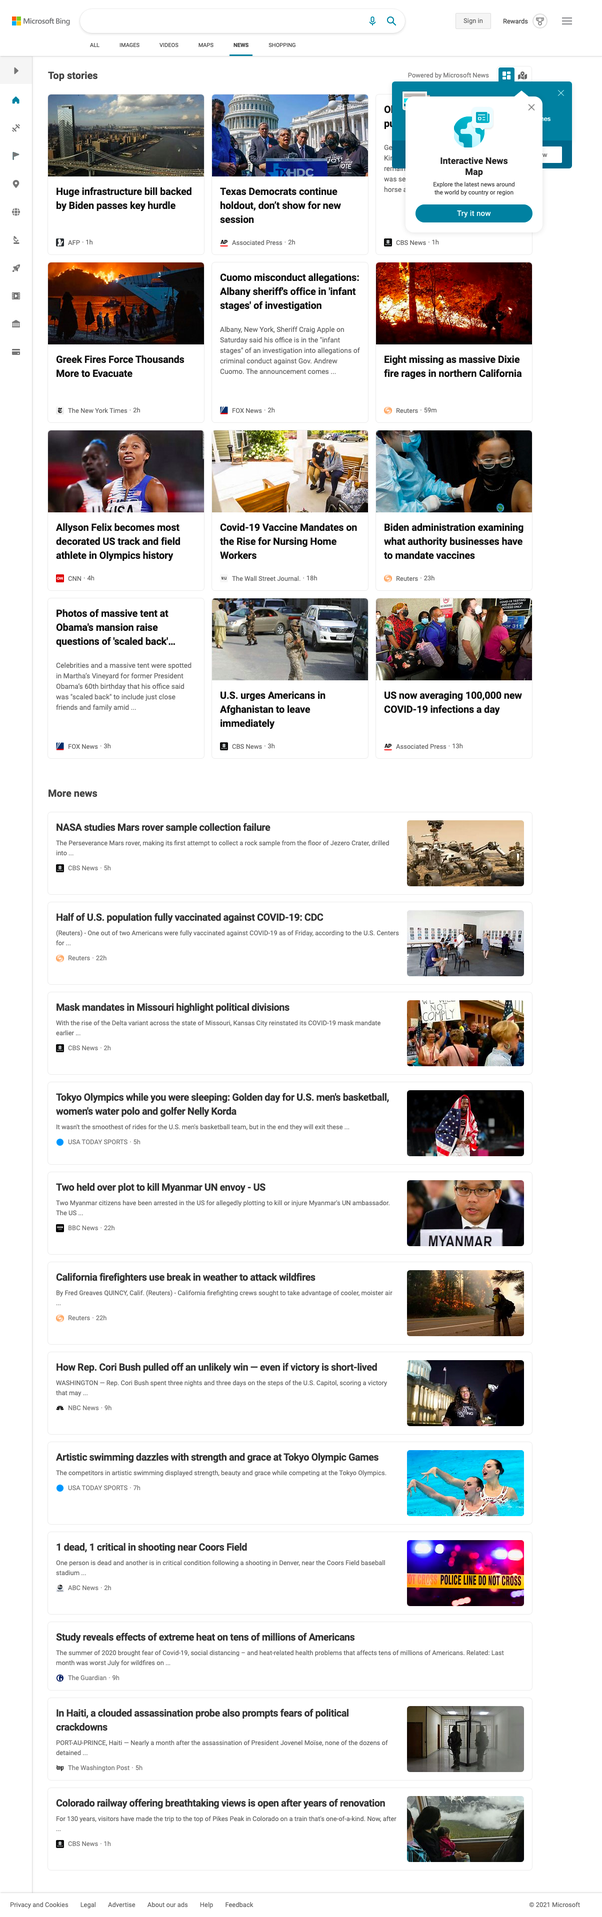 Microsoft Bing
Sign in
Rewards
ALL
IMAGES
VIDEOS
MAPS
NEWS
SHOPPING
Top stories
Powered by Microsoft News
Interactive News
Map
Explore the latest news around
the world by country or region
Try it now
Huge infrastructure bill backed
by Biden passes key hurdle
AFP · 1h
Texas Democrats continue
holdout, don't show for new
session
Associated Press · 2h
CBS News · 1h
Greek Fires Force Thousands
More to Evacuate
The New York Times · 2h
Cuomo misconduct allegations:
Albany sheriff's office in 'infant
stages' of investigation
Albany, New York, Sheriff Craig Apple on
Saturday said his office is in the "infant
stages" of an investigation into allegations of
criminal conduct against Gov. Andrew
Cuomo. The announcement comes ...
FOX News · 2h
Eight missing as massive Dixie
fire rages in northern California
Reuters · 59m
USA
Allyson Felix becomes most
decorated US track and field
athlete in Olympics history
CNN · 4h
Covid-19 Vaccine Mandates on
the Rise for Nursing Home
Workers
The Wall Street Journal. · 18h
Biden administration examining
what authority businesses have
to mandate vaccines
Reuters · 23h
Photos of massive tent at
Obama's mansion raise
questions of 'scaled back'...
Celebrities and a massive tent were spotted
in Martha's Vineyard for former President
Obama's 60th birthday that his office said
was "scaled back" to include just close
friends and family amid ...
FOX News · 3h
U.S. urges Americans in
Afghanistan to leave
immediately
CBS News · 3h
US now averaging 100,000 new
COVID-19 infections a day
AP Associated Press · 13h
More news
NASA studies Mars rover sample collection failure
The Perseverance Mars rover, making its first attempt to collect a rock sample from the floor of Jezero Crater, drilled
into ...
CBS News · 5h
Half of U.S. population fully vaccinated against COVID-19: CDC
(Reuters) - One out of two Americans were fully vaccinated against COVID-19 as of Friday, according to the U.S. Centers
for ...
Reuters · 22h
Mask mandates in Missouri highlight political divisions
With the rise of the Delta variant across the state of Missouri, Kansas City reinstated its COVID-19 mask mandate
earlier ...
CBS News · 2h
NOT
COMPLY
Tokyo Olympics while you were sleeping: Golden day for U.S. men's basketball,
women's water polo and golfer Nelly Korda
It wasn't the smoothest of rides for the U.S. men's basketball team, but in the end they will exit these ...
USA TODAY SPORTS · 5h
Two held over plot to kill Myanmar UN envoy - US
Two Myanmar citizens have been arrested in the US for allegedly plotting to kill or injure Myanmar's UN ambassador.
The US ...
BBC News · 22h
MYANMAR
California firefighters use break in weather to attack wildfires
By Fred Greaves QUINCY, Calif. (Reuters) - California firefighting crews sought to take advantage of cooler, moister air
...
Reuters · 22h
How Rep. Cori Bush pulled off an unlikely win — even if victory is short-lived
WASHINGTON — Rep. Cori Bush spent three nights and three days on the steps of the U.S. Capitol, scoring a victory
that may ...
NBC News · 9h
Artistic swimming dazzles with strength and grace at Tokyo Olympic Games
The competitors in artistic swimming displayed strength, beauty and grace while competing at the Tokyo Olympics.
USA TODAY SPORTS · 7h
1 dead, 1 critical in shooting near Coors Field
One person is dead and another is in critical condition following a shooting in Denver, near the Coors Field baseball
stadium ...
ABC News · 2h
POLICE LINE DO NOT CROSS
Study reveals effects of extreme heat on tens of millions of Americans
The summer of 2020 brought fear of Covid-19, social distancing – and heat-related health problems that affects tens of millions of Americans. Related: Last
month was worst July for wildfires on ...
The Guardian · 9h
In Haiti, a clouded assassination probe also prompts fears of political
crackdowns
PORT-AU-PRINCE, Haiti — Nearly a month after the assassination of President Jovenel Moïse, none of the dozens of
detained ...
The Washington Post · 5h
Colorado railway offering breathtaking views is open after years of renovation
For 130 years, visitors have made the trip to the top of Pikes Peak in Colorado on a train that's one-of-a-kind. Now, after
...
CBS News · 1h
Privacy and Cookies
Legal
Advertise
About our ads
Help
Feedback
© 2021 Microsoft